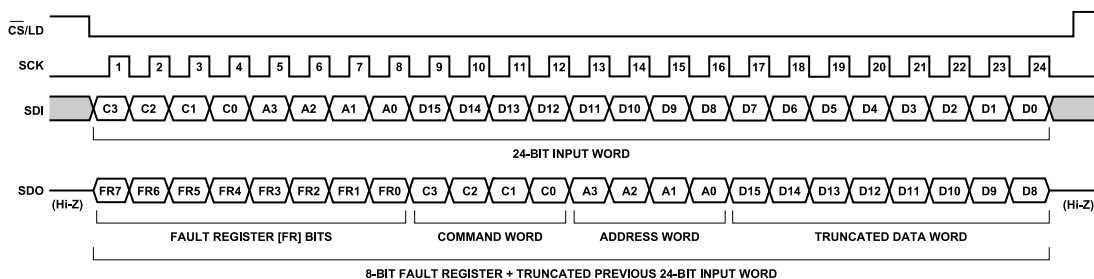 CS/LD
SCK 1 2 3 4 5 6 7 8 9 10 11 12 13 14 15 16 17 18 19 20 21 22 23 24
SDI C3 C2 C1 C0 A3 A2 A1 A0 D15 D14 D13 D12 D11 D10 D9 D8 D7 D6 D5 D4 D3 D2 D1 D0
24-BIT INPUT WORD
SDO FR7 FR6 FR5 FR4 FR3 FR2 FR1 FR0 C3 C2 C1 C0 A3 A2 A1 A0 D15 D14 D13 D12 D11 D10 D9 D8
(Hi-Z) (Hi-Z)
FAULT REGISTER [FR] BITS COMMAND WORD ADDRESS WORD TRUNCATED DATA WORD
8-BIT FAULT REGISTER + TRUNCATED PREVIOUS 24-BIT INPUT WORD